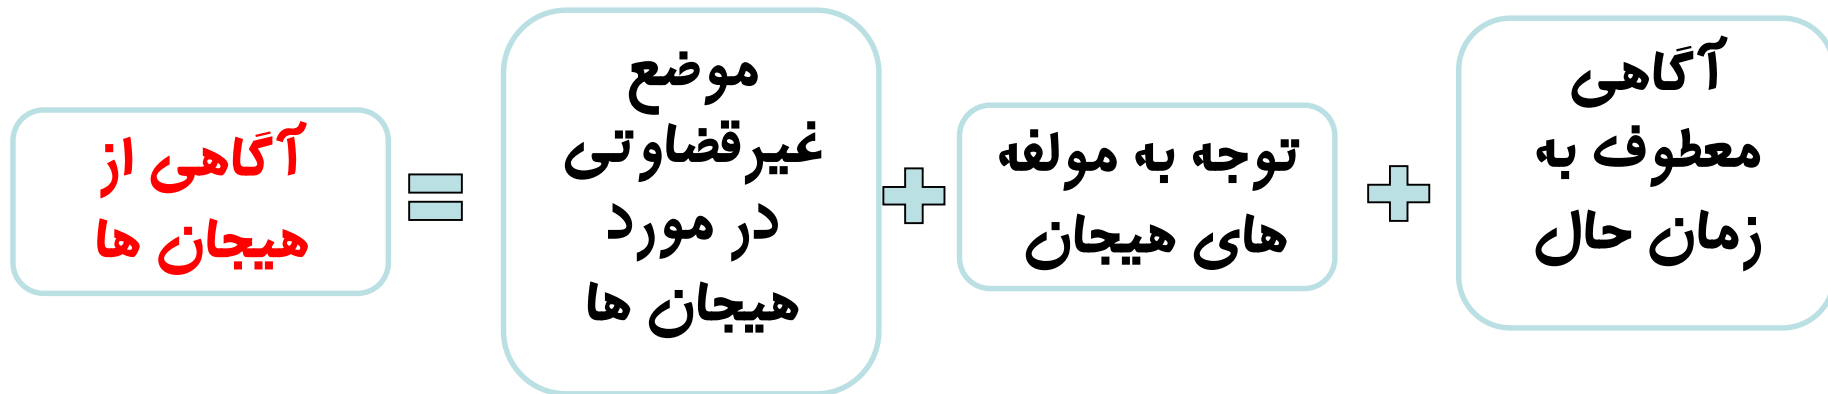 آگاهی
معطوف به
زمان حال
+
توجه به مولفه
های هیجان
+
موضع
غیرقضاوتی
در مورد
هیجان ها
=
آگاهی از
هیجان ها